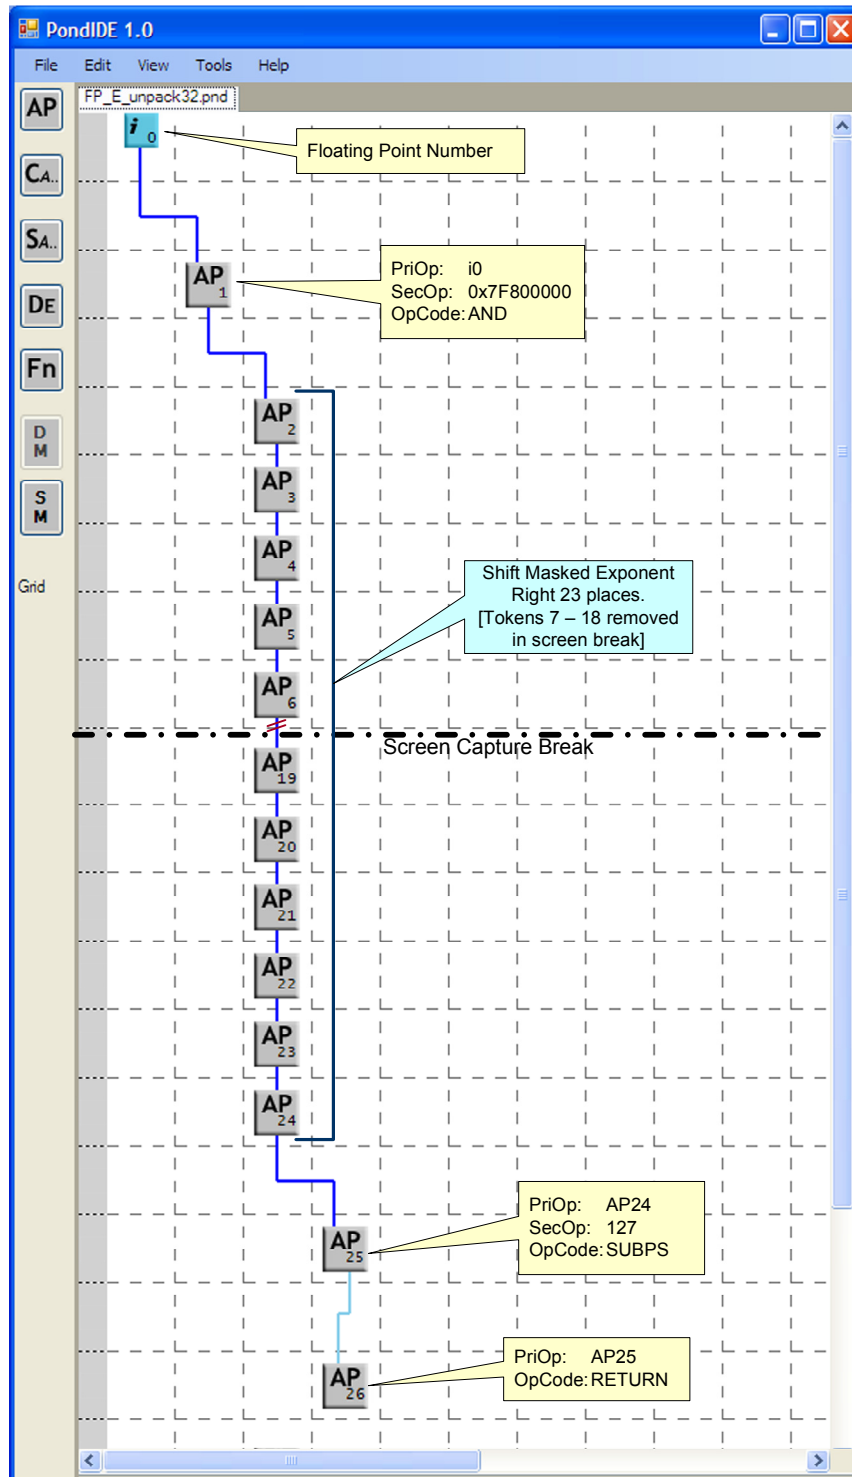 PondIDE 1.0
File Edit View Tools Help
FP_E_unpack32.pnd
AP
CA..
SA..
DE
Fn
D
M
S
M
Grid
i 0
Floating Point Number
AP 1
PriOp: i0
SecOp: 0x7F800000
OpCode: AND
AP 2
AP 3
AP 4
AP 5
AP 6
Shift Masked Exponent
Right 23 places.
[Tokens 7 – 18 removed
in screen break]
Screen Capture Break
AP 19
AP 20
AP 21
AP 22
AP 23
AP 24
AP 25
PriOp: AP24
SecOp: 127
OpCode: SUBPS
AP 26
PriOp: AP25
OpCode: RETURN